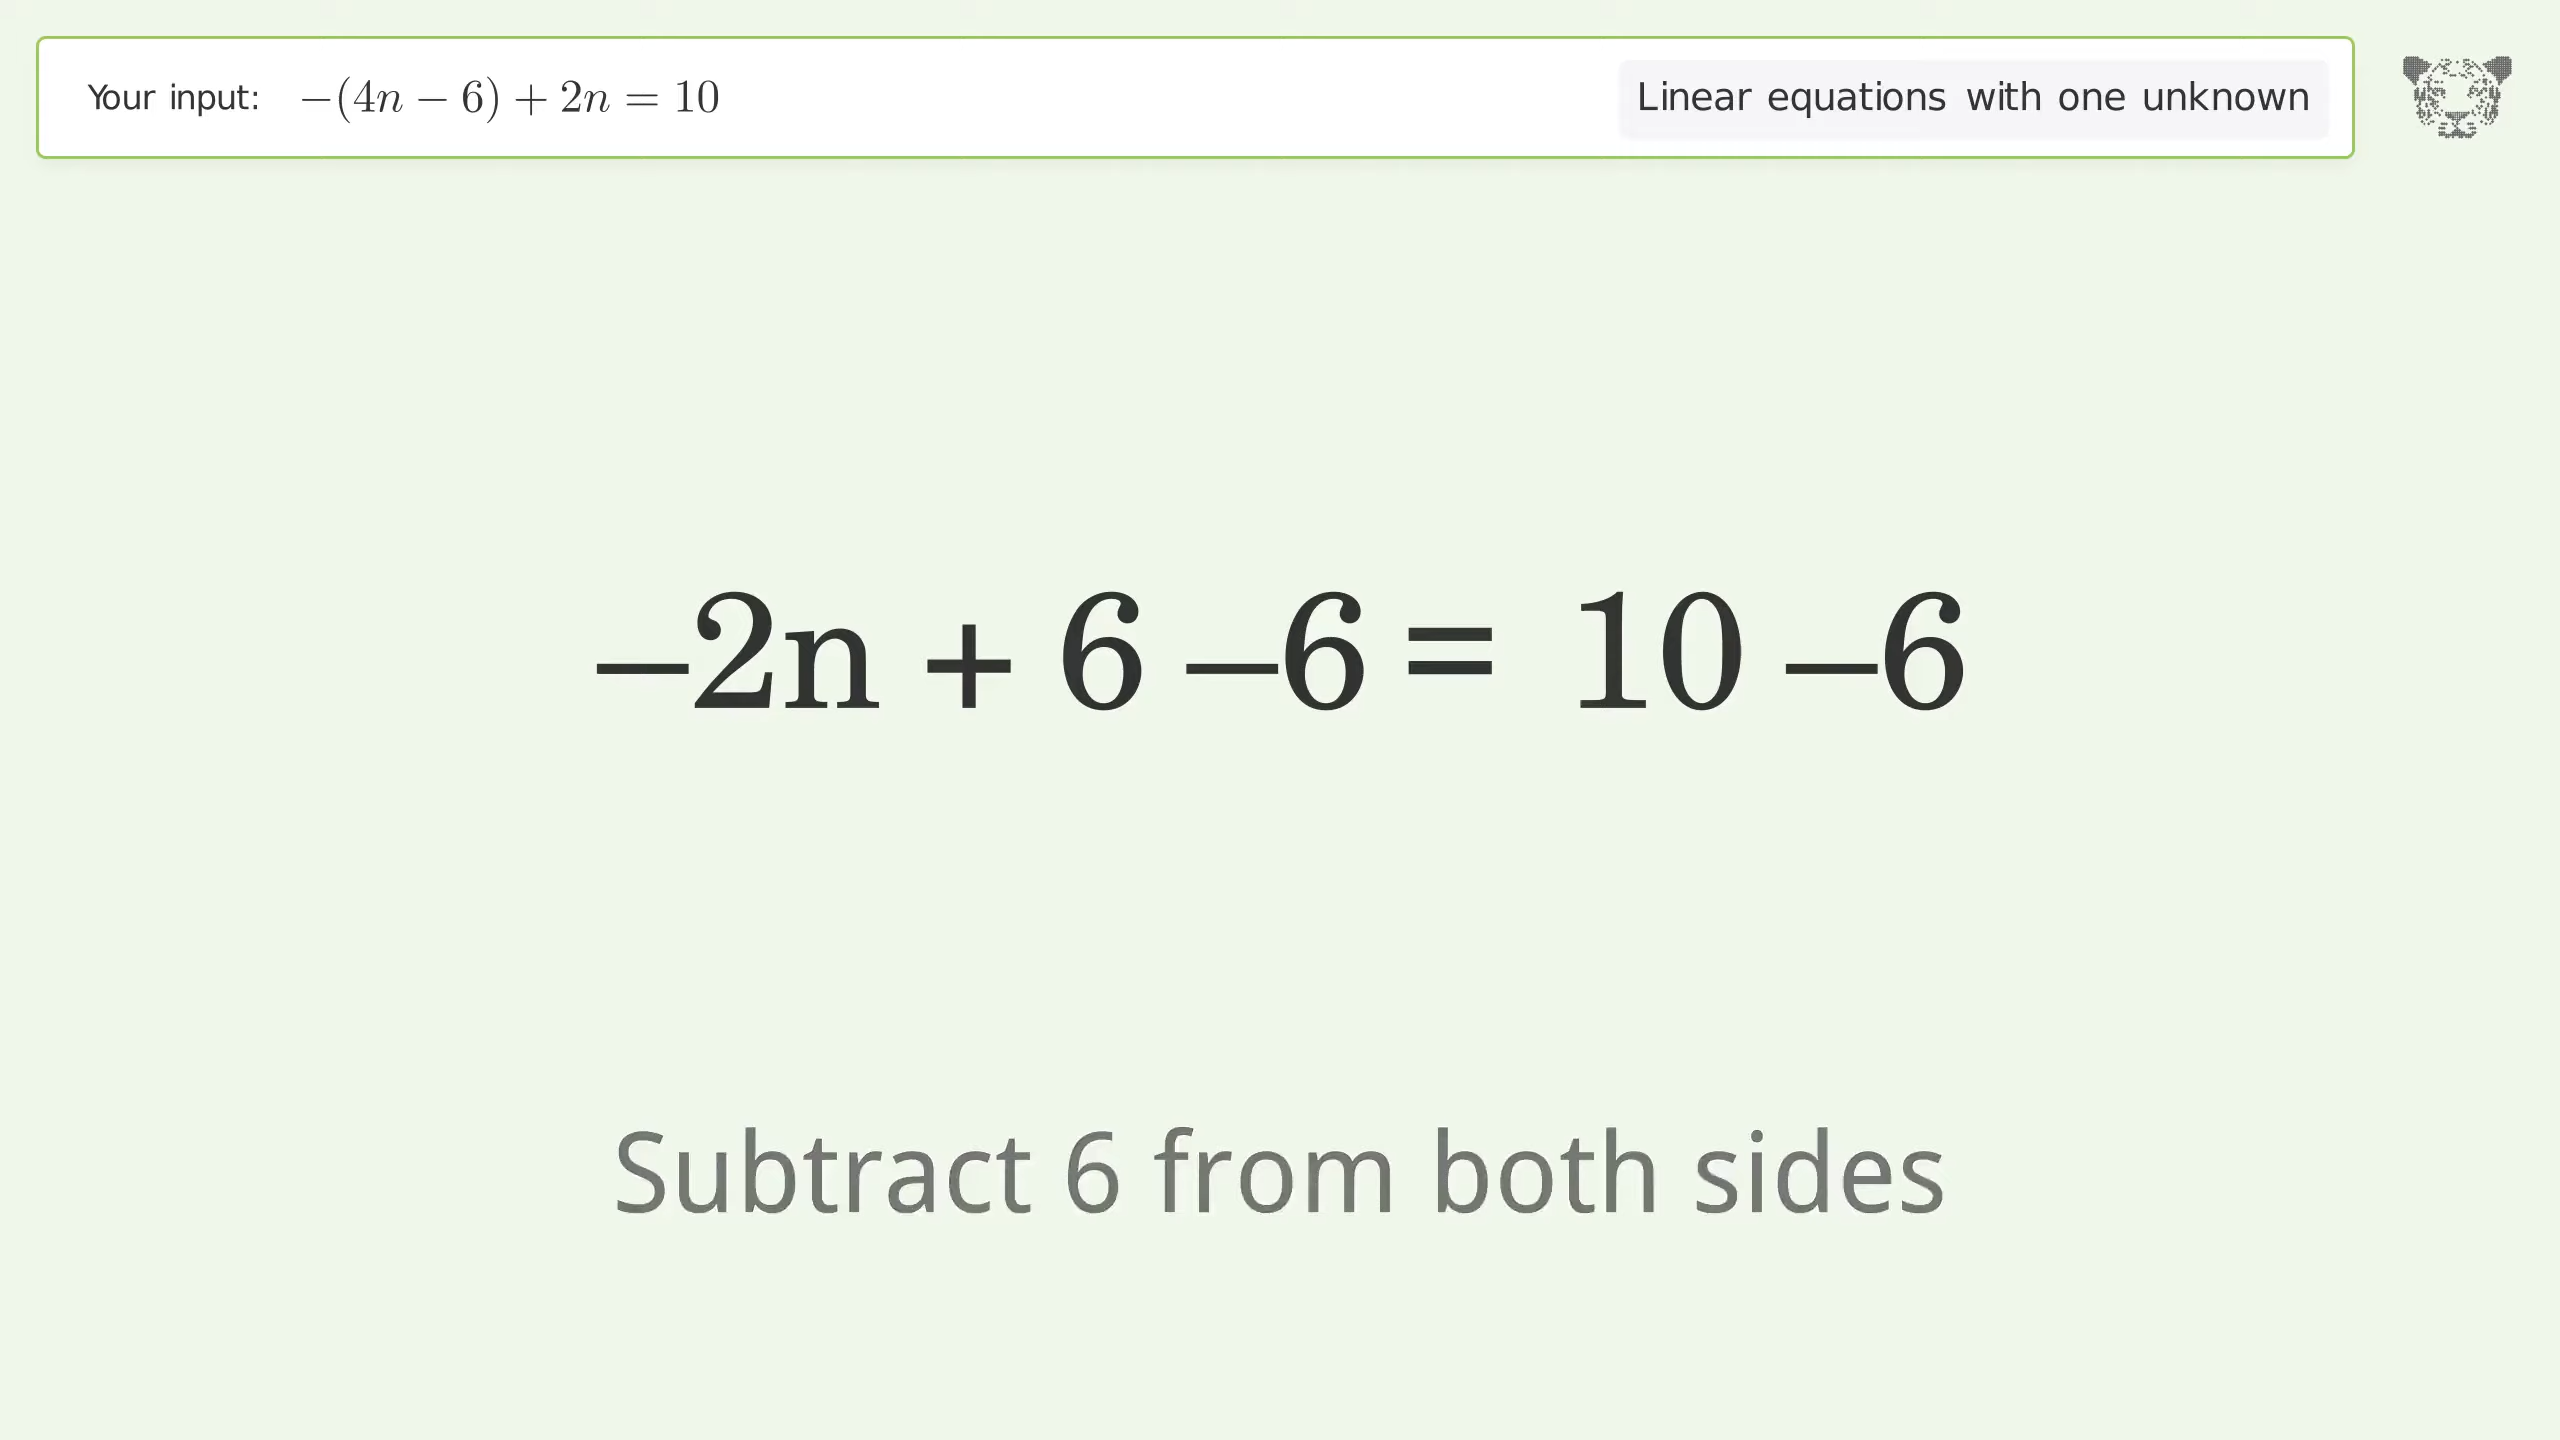 Your input: −(4n − 6) + 2n = 10
Linear equations with one unknown
−2n + 6 −6 = 10 −6
Subtract 6 from both sides